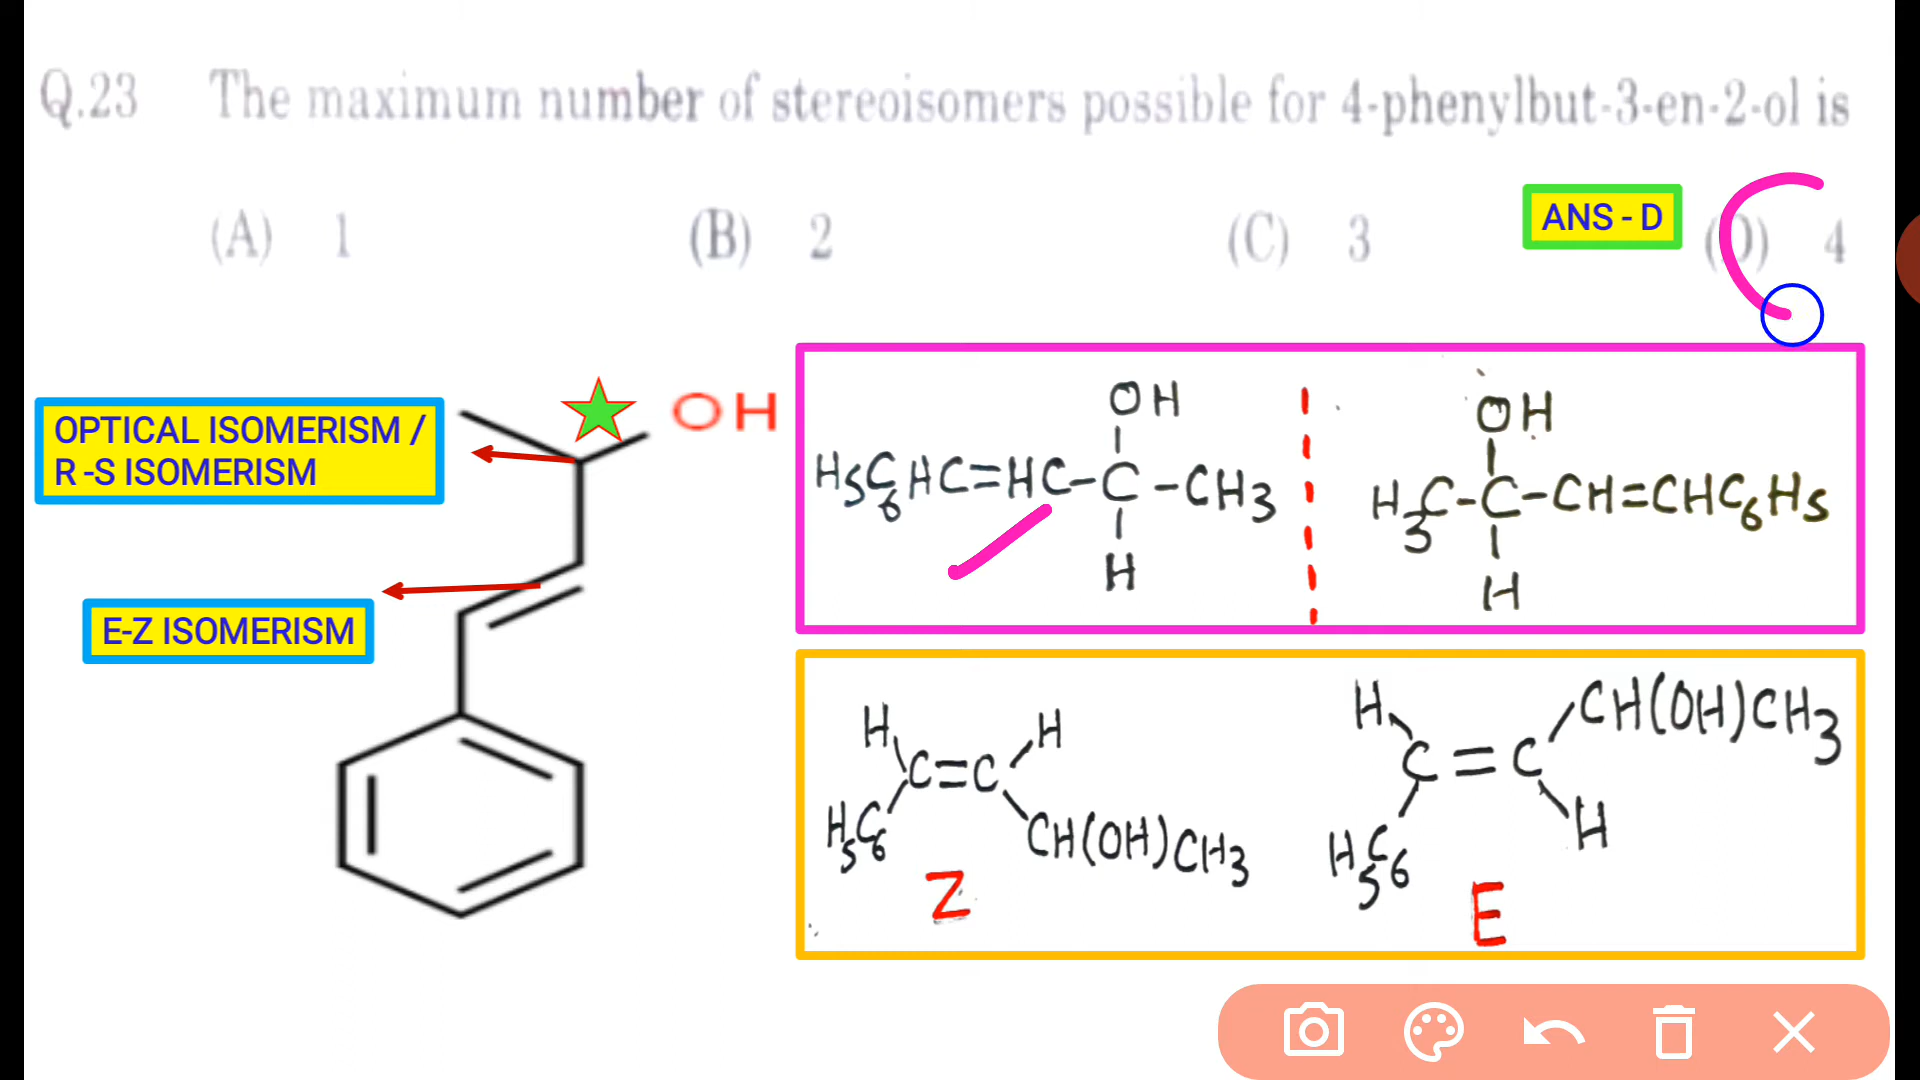 Q.23 The maximum number of stereoisomers possible for 4-phenylbut-3-en-2-ol is
(A) 1 (B) 2 (C) 3 ANS - D (D) 4
OPTICAL ISOMERISM /
R -S ISOMERISM
OH
E-Z ISOMERISM
OH
H5C6HC=HC-C-CH3
H
OH
H3C-C-CH=CHC6H5
H
H H
C=C
H5C6 CH(OH)CH3
Z
H CH(OH)CH3
C=C
H5C6 H
E